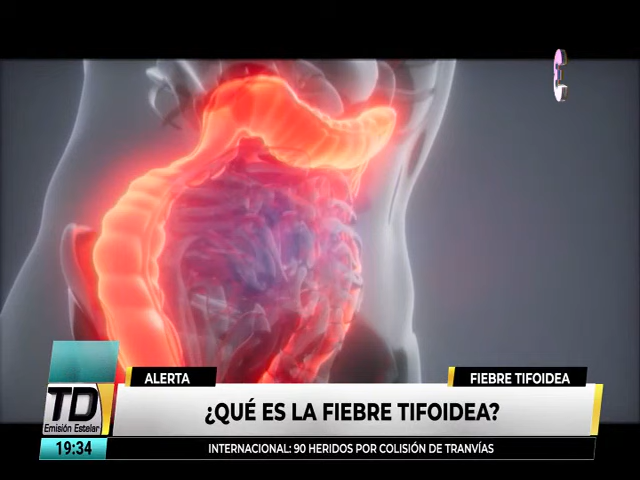 ALERTA
FIEBRE TIFOIDEA
¿QUÉ ES LA FIEBRE TIFOIDEA?
TD
Emisión Estelar
19:34
INTERNACIONAL: 90 HERIDOS POR COLISIÓN DE TRANVÍAS